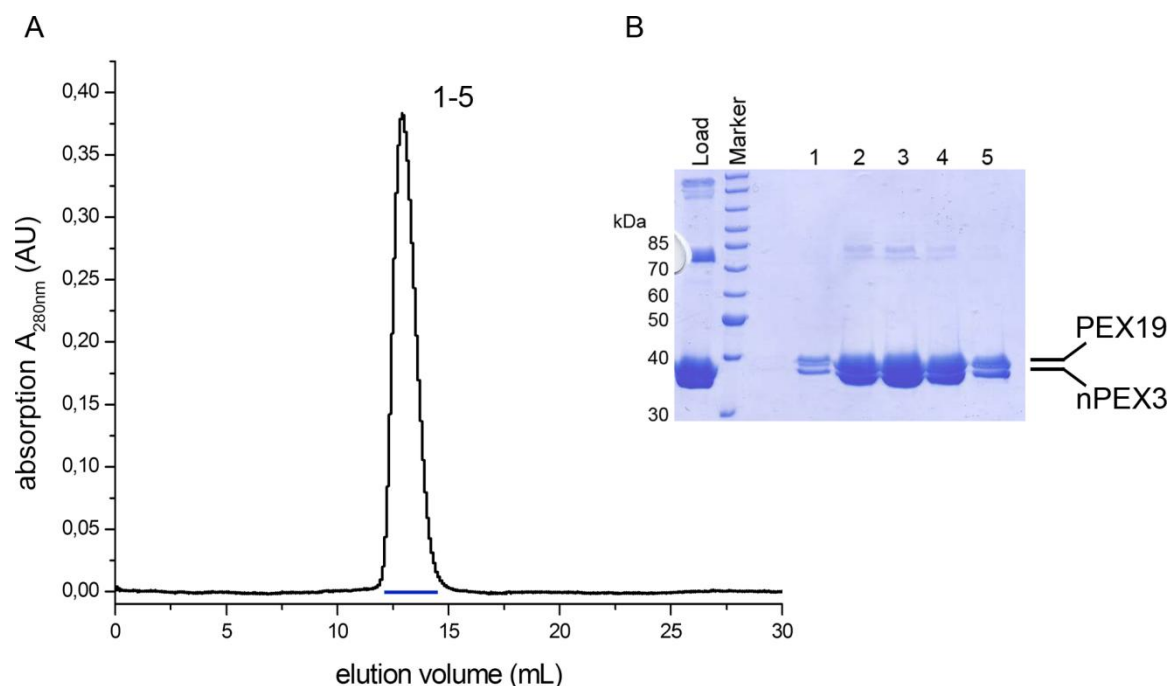 A
1-5
0,40
0,35
0,30
0,25
0,20
0,15
0,10
0,05
0,00
0 5 10 15 20 25 30
absorption A280nm (AU)
elution volume (mL)
B
Load Marker 1 2 3 4 5
kDa
85
70
60
50
40
30
PEX19
nPEX3